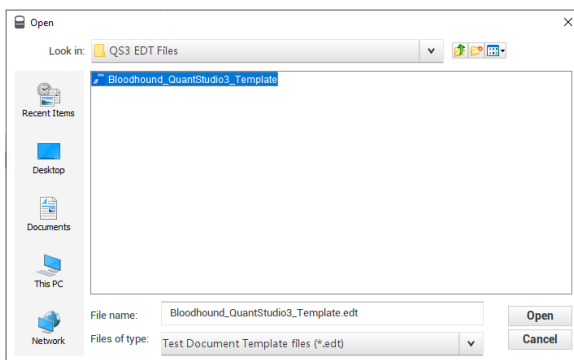 Open
Look in: QS3 EDT Files
Bloodhound_QuantStudio3_Template
Recent Items
Desktop
Documents
This PC
Network
File name: Bloodhound_QuantStudio3_Template.edt Open
Files of type: Test Document Template files (*.edt) Cancel